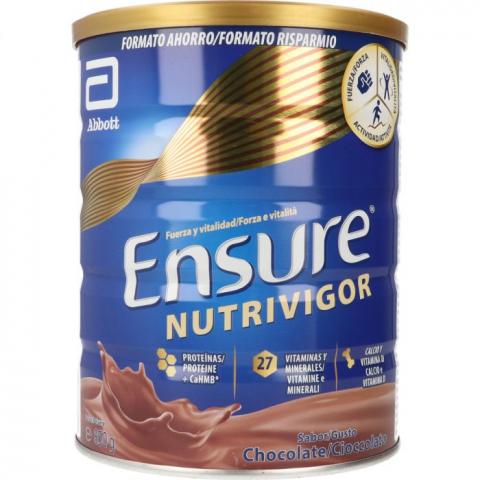 FORMATO AHORRO/FORMATO RISPARMIO
Abbott
FUERZA/FORZA
ACTIVIDAD/ATTIVITÀ
Fuerza y vitalidad/Forza e vitalità
Ensure®
NUTRIVIGOR
PROTEÍNAS/
PROTEINE
+ CaHMB*
27
VITAMINAS Y
MINERALES/
VITAMINE e
MINERALI
CALCIO Y
VITAMINA D/
CALCIO e
VITAMINA D
Sabor/Gusto
Chocolate/Cioccolato